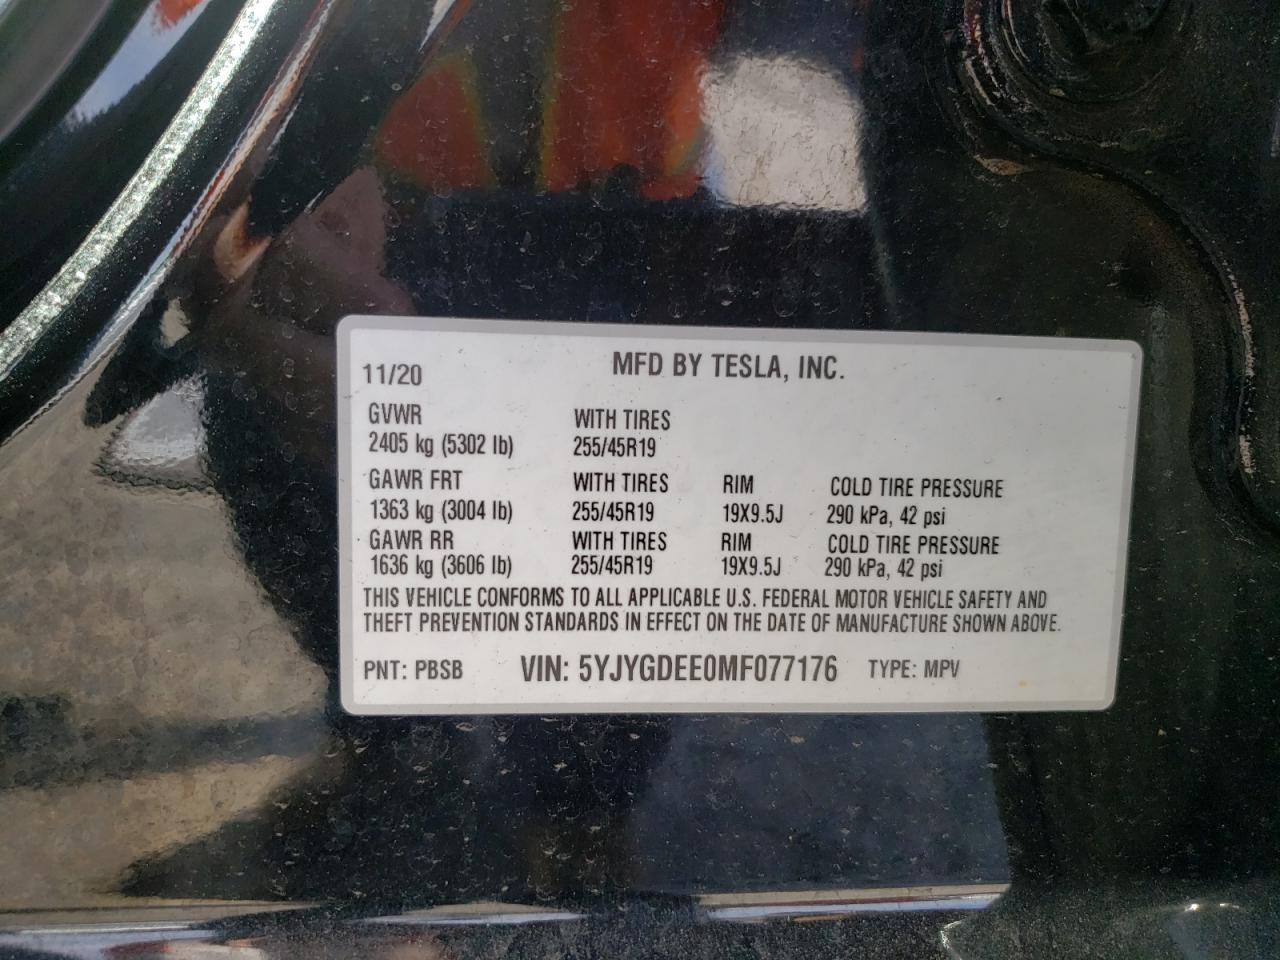 11/20 MFD BY TESLA, INC.
GVWR WITH TIRES
2405 kg (5302 lb) 255/45R19
GAWR FRT WITH TIRES RIM COLD TIRE PRESSURE
1363 kg (3004 lb) 255/45R19 19X9.5J 290 kPa, 42 psi
GAWR RR WITH TIRES RIM COLD TIRE PRESSURE
1636 kg (3606 lb) 255/45R19 19X9.5J 290 kPa, 42 psi
THIS VEHICLE CONFORMS TO ALL APPLICABLE U.S. FEDERAL MOTOR VEHICLE SAFETY AND
THEFT PREVENTION STANDARDS IN EFFECT ON THE DATE OF MANUFACTURE SHOWN ABOVE.
PNT: PBSB VIN: 5YJYGDEE0MF077176 TYPE: MPV